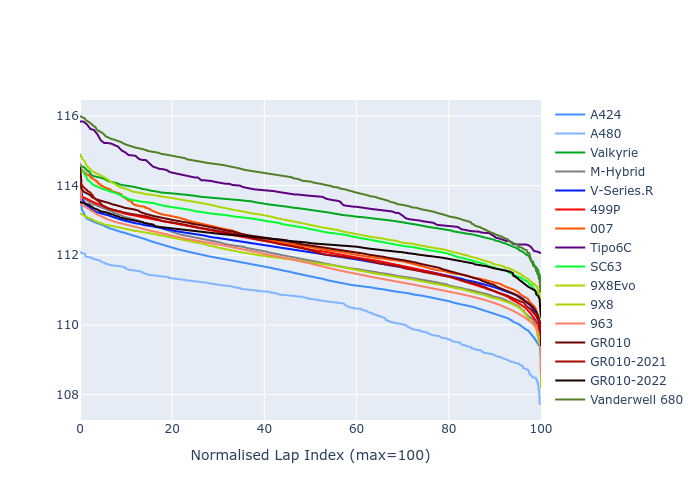 116
114
112
110
108
0
20
40
60
80
100
Normalised Lap Index (max=100)
A424
A480
Valkyrie
M-Hybrid
V-Series.R
499P
007
Tipo6C
SC63
9X8Evo
9X8
963
GR010
GR010-2021
GR010-2022
Vanderwell 680